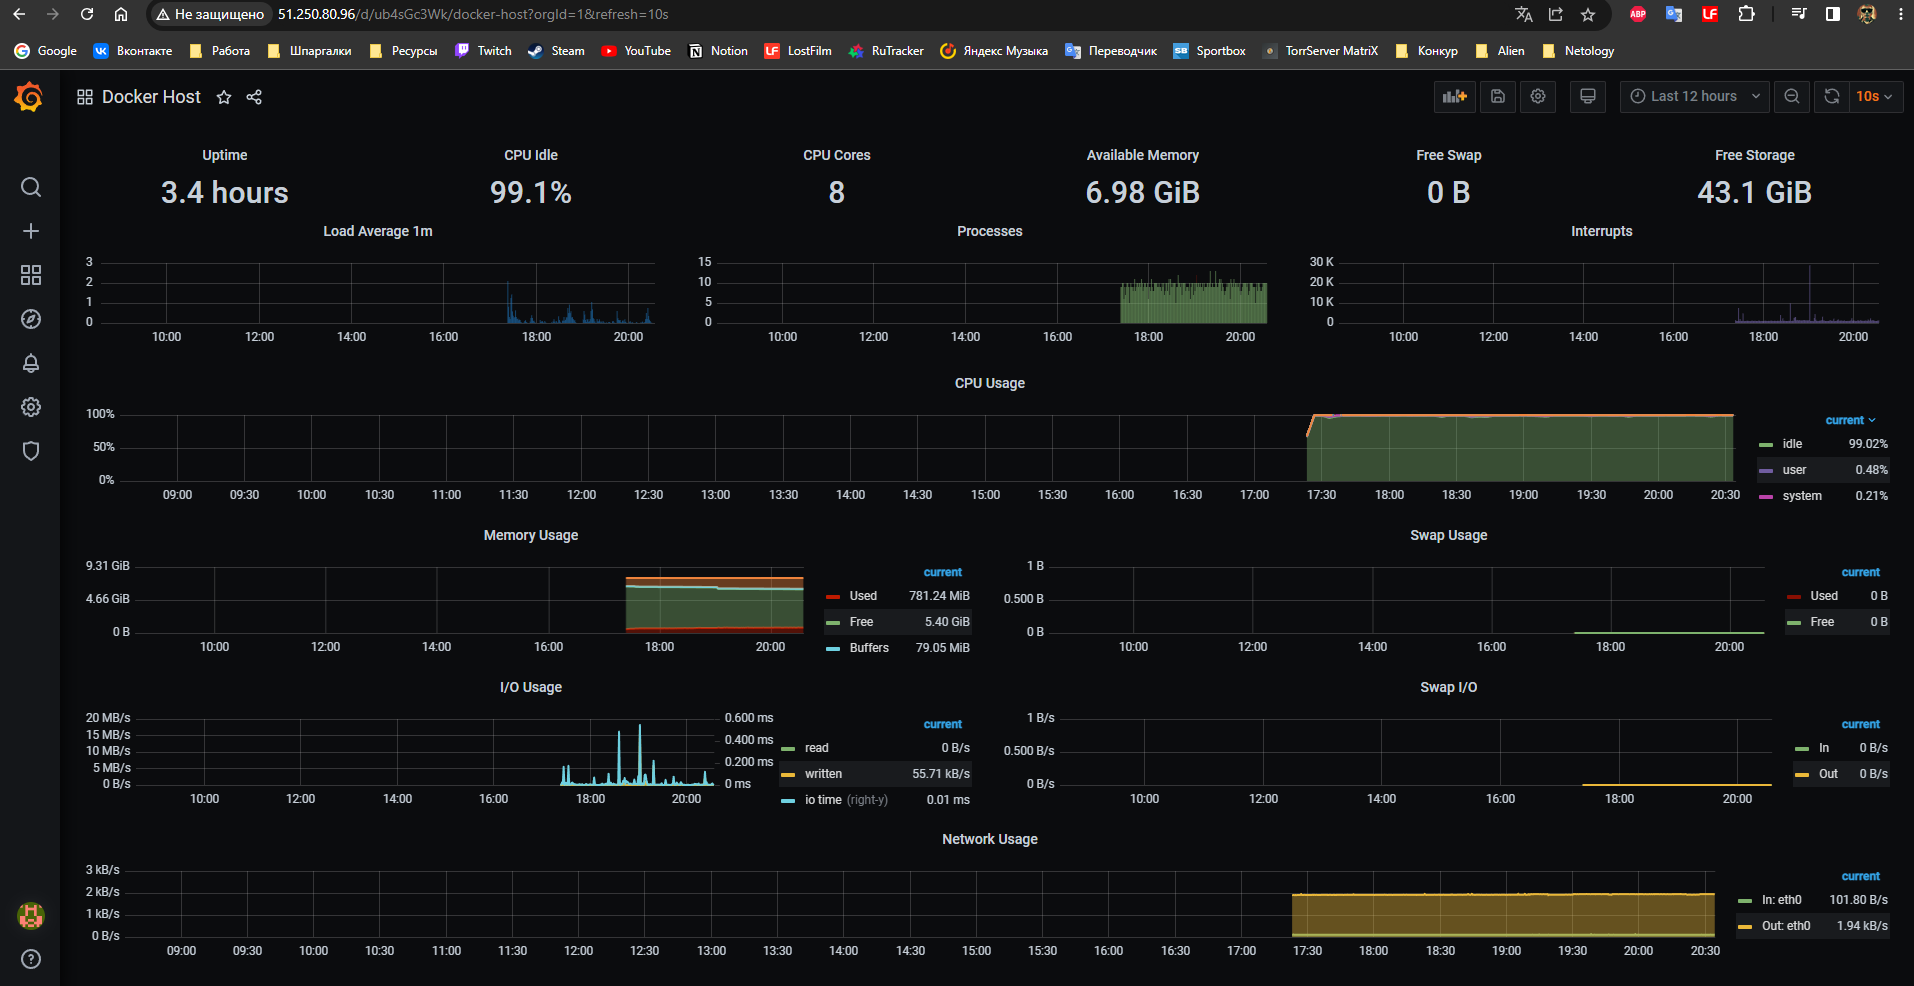 Не защищено 51.250.80.96/d/ub4sGc3Wk/docker-host?orgId=1&refresh=10s
ABP LF
Google Вконтакте Работа Шпаргалки Ресурсы Twitch Steam YouTube Notion LF LostFilm RuTracker Яндекс Музыка Переводчик SB Sportbox TorrServer MatriX Конкур Alien Netology
Docker Host Last 12 hours 10s
Uptime CPU Idle CPU Cores Available Memory Free Swap Free Storage
3.4 hours 99.1% 8 6.98 GiB 0 B 43.1 GiB
Load Average 1m
3
2
1
0
10:00 12:00 14:00 16:00 18:00 20:00
Processes
15
10
5
0
10:00 12:00 14:00 16:00 18:00 20:00
Interrupts
30 K
20 K
10 K
0
10:00 12:00 14:00 16:00 18:00 20:00
CPU Usage
100%
50%
0%
09:00 09:30 10:00 10:30 11:00 11:30 12:00 12:30 13:00 13:30 14:00 14:30 15:00 15:30 16:00 16:30 17:00 17:30 18:00 18:30 19:00 19:30 20:00 20:30
current
idle 99.02%
user 0.48%
system 0.21%
Memory Usage
9.31 GiB
4.66 GiB
0 B
10:00 12:00 14:00 16:00 18:00 20:00
current
Used 781.24 MiB
Free 5.40 GiB
Buffers 79.05 MiB
Swap Usage
1 B
0.500 B
0 B
10:00 12:00 14:00 16:00 18:00 20:00
current
Used 0 B
Free 0 B
I/O Usage
20 MB/s
15 MB/s
10 MB/s
5 MB/s
0 B/s
0.600 ms
0.400 ms
0.200 ms
0 ms
10:00 12:00 14:00 16:00 18:00 20:00
current
read 0 B/s
written 55.71 kB/s
io time (right-y) 0.01 ms
Swap I/O
1 B/s
0.500 B/s
0 B/s
10:00 12:00 14:00 16:00 18:00 20:00
current
In 0 B/s
Out 0 B/s
Network Usage
3 kB/s
2 kB/s
1 kB/s
0 B/s
09:00 09:30 10:00 10:30 11:00 11:30 12:00 12:30 13:00 13:30 14:00 14:30 15:00 15:30 16:00 16:30 17:00 17:30 18:00 18:30 19:00 19:30 20:00 20:30
current
In: eth0 101.80 B/s
Out: eth0 1.94 kB/s